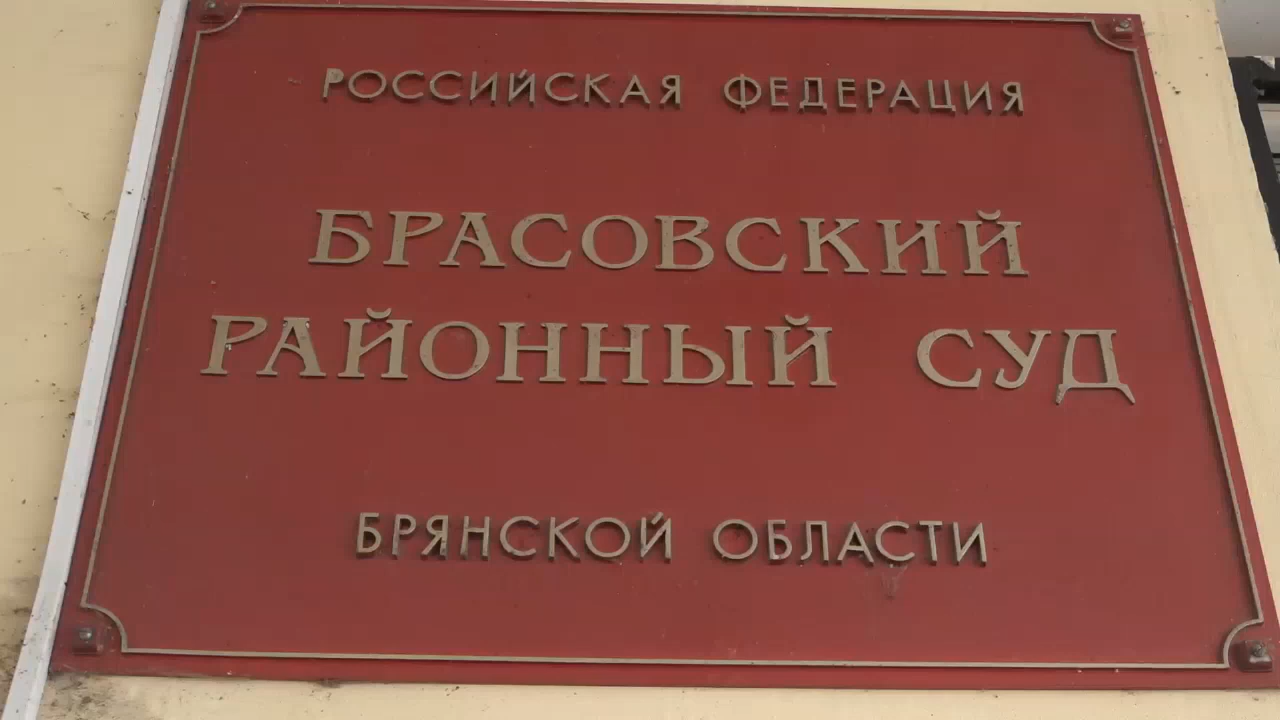 РОССИЙСКАЯ ФЕДЕРАЦИЯ
БРАСОВСКИЙ
РАЙОННЫЙ СУД
БРЯНСКОЙ ОБЛАСТИ